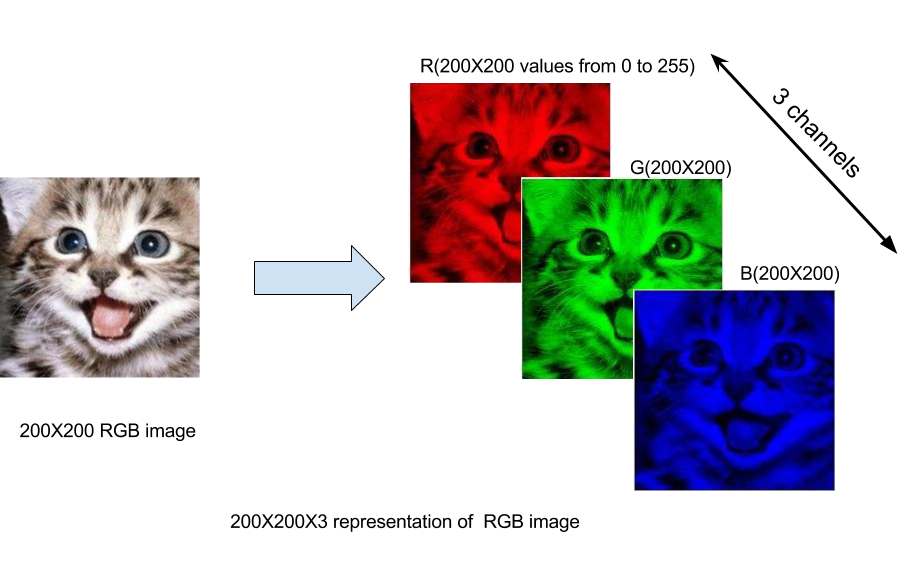 R(200X200 values from 0 to 255)
3 channels
G(200X200)
B(200X200)
200X200 RGB image
200X200X3 representation of RGB image